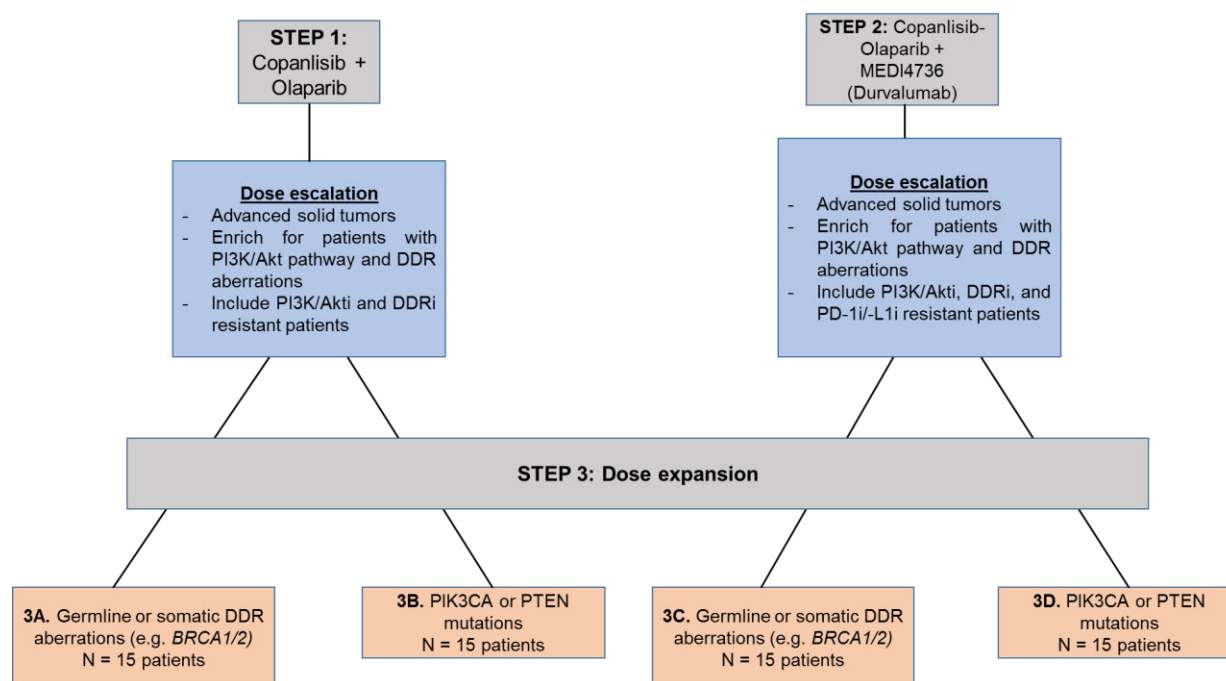 STEP 1:
Copanlisib +
Olaparib
STEP 2: Copanlisib-
Olaparib +
MEDI4736
(Durvalumab)
Dose escalation
- Advanced solid tumors
- Enrich for patients with
PI3K/Akt pathway and DDR
aberrations
- Include PI3K/Akti and DDRi
resistant patients
Dose escalation
- Advanced solid tumors
- Enrich for patients with
PI3K/Akt pathway and DDR
aberrations
- Include PI3K/Akti, DDRi, and
PD-1i/-L1i resistant patients
STEP 3: Dose expansion
3A. Germline or somatic DDR
aberrations (e.g. BRCA1/2)
N = 15 patients
3B. PIK3CA or PTEN
mutations
N = 15 patients
3C. Germline or somatic DDR
aberrations (e.g. BRCA1/2)
N = 15 patients
3D. PIK3CA or PTEN
mutations
N = 15 patients